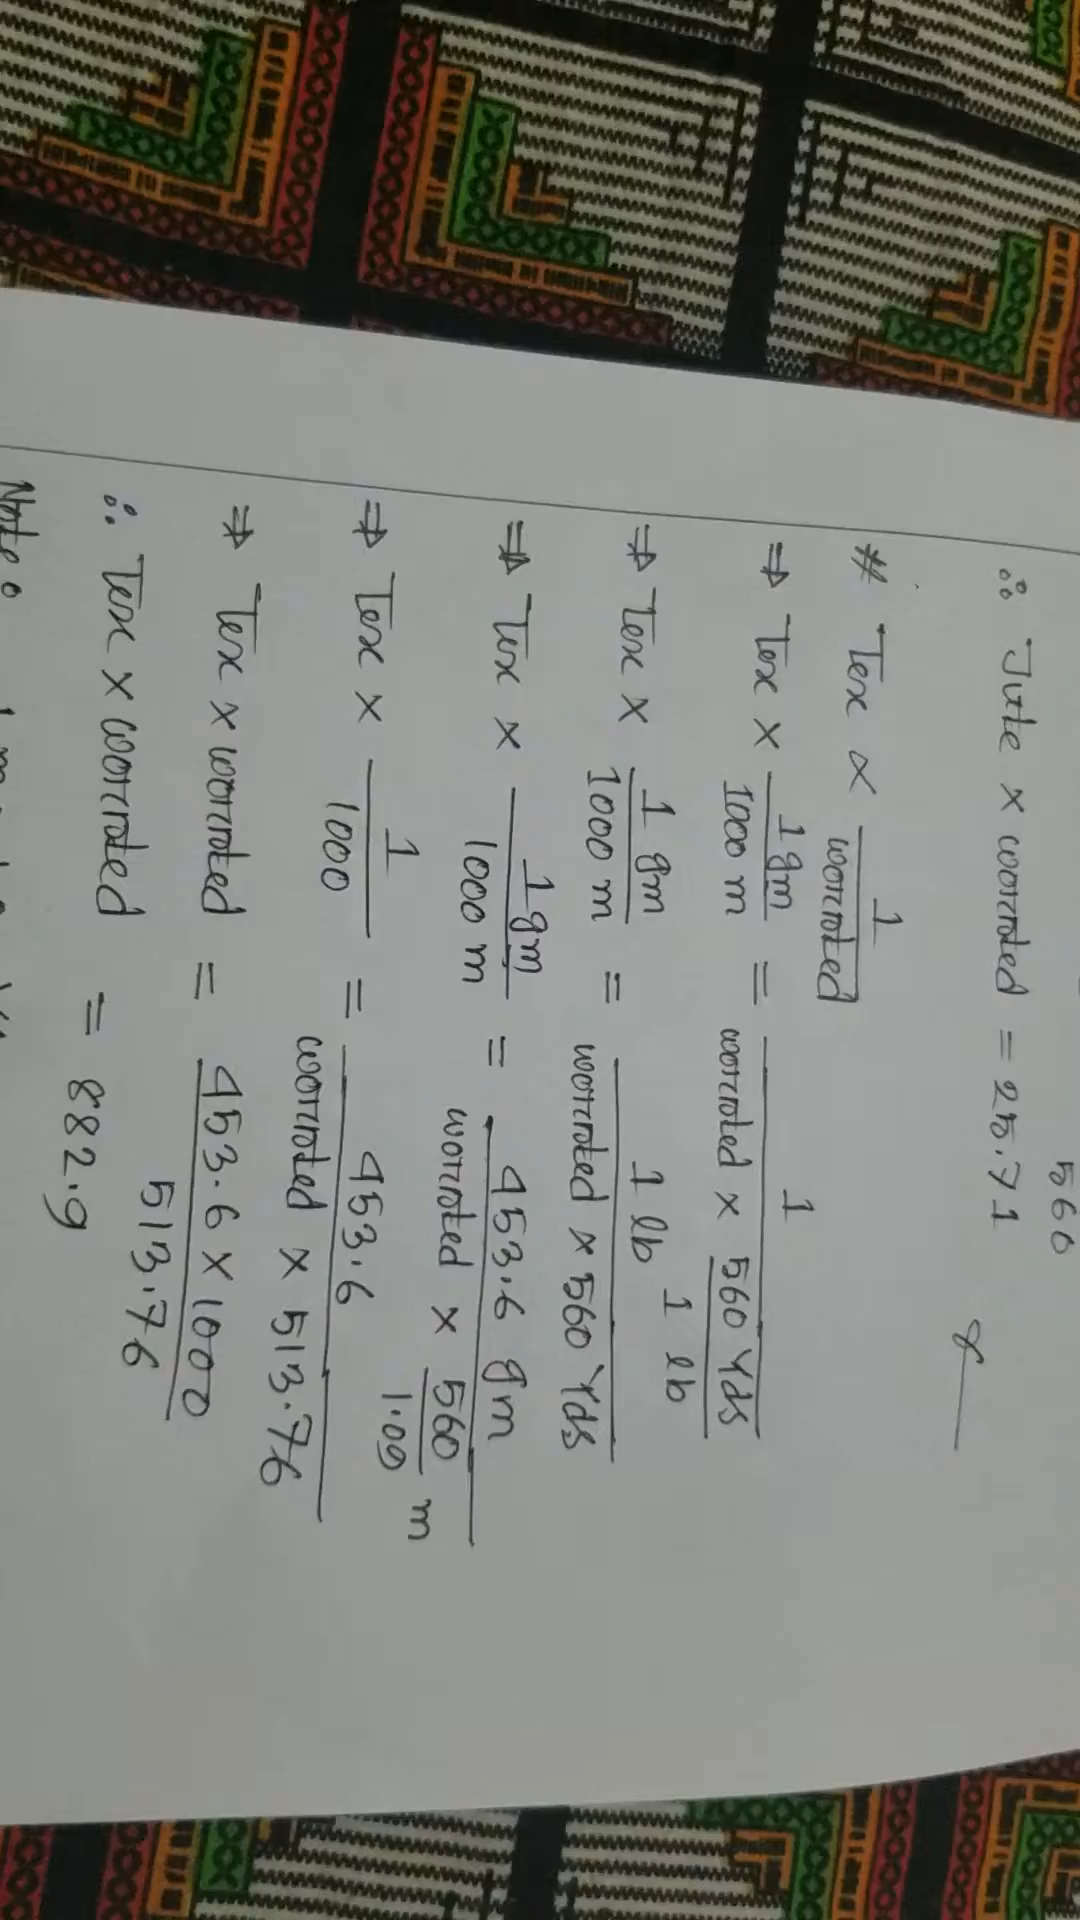 560
∴ Jute × worsted = 25.71
# Tex ∝ 1/worsted
⇒ Tex × 1 gm/1000 m = 1/(worsted × 560 Yds/1 lb)
⇒ Tex × 1 gm/1000 m = 1 lb/(worsted × 560 Yds)
⇒ Tex × 1 gm/1000 m = 453.6 gm/(worsted × 560/1.09 m)
⇒ Tex × 1/1000 = 453.6/(worsted × 513.76)
⇒ Tex × worsted = 453.6 × 1000/513.76
∴ Tex × worsted = 882.9
Note: